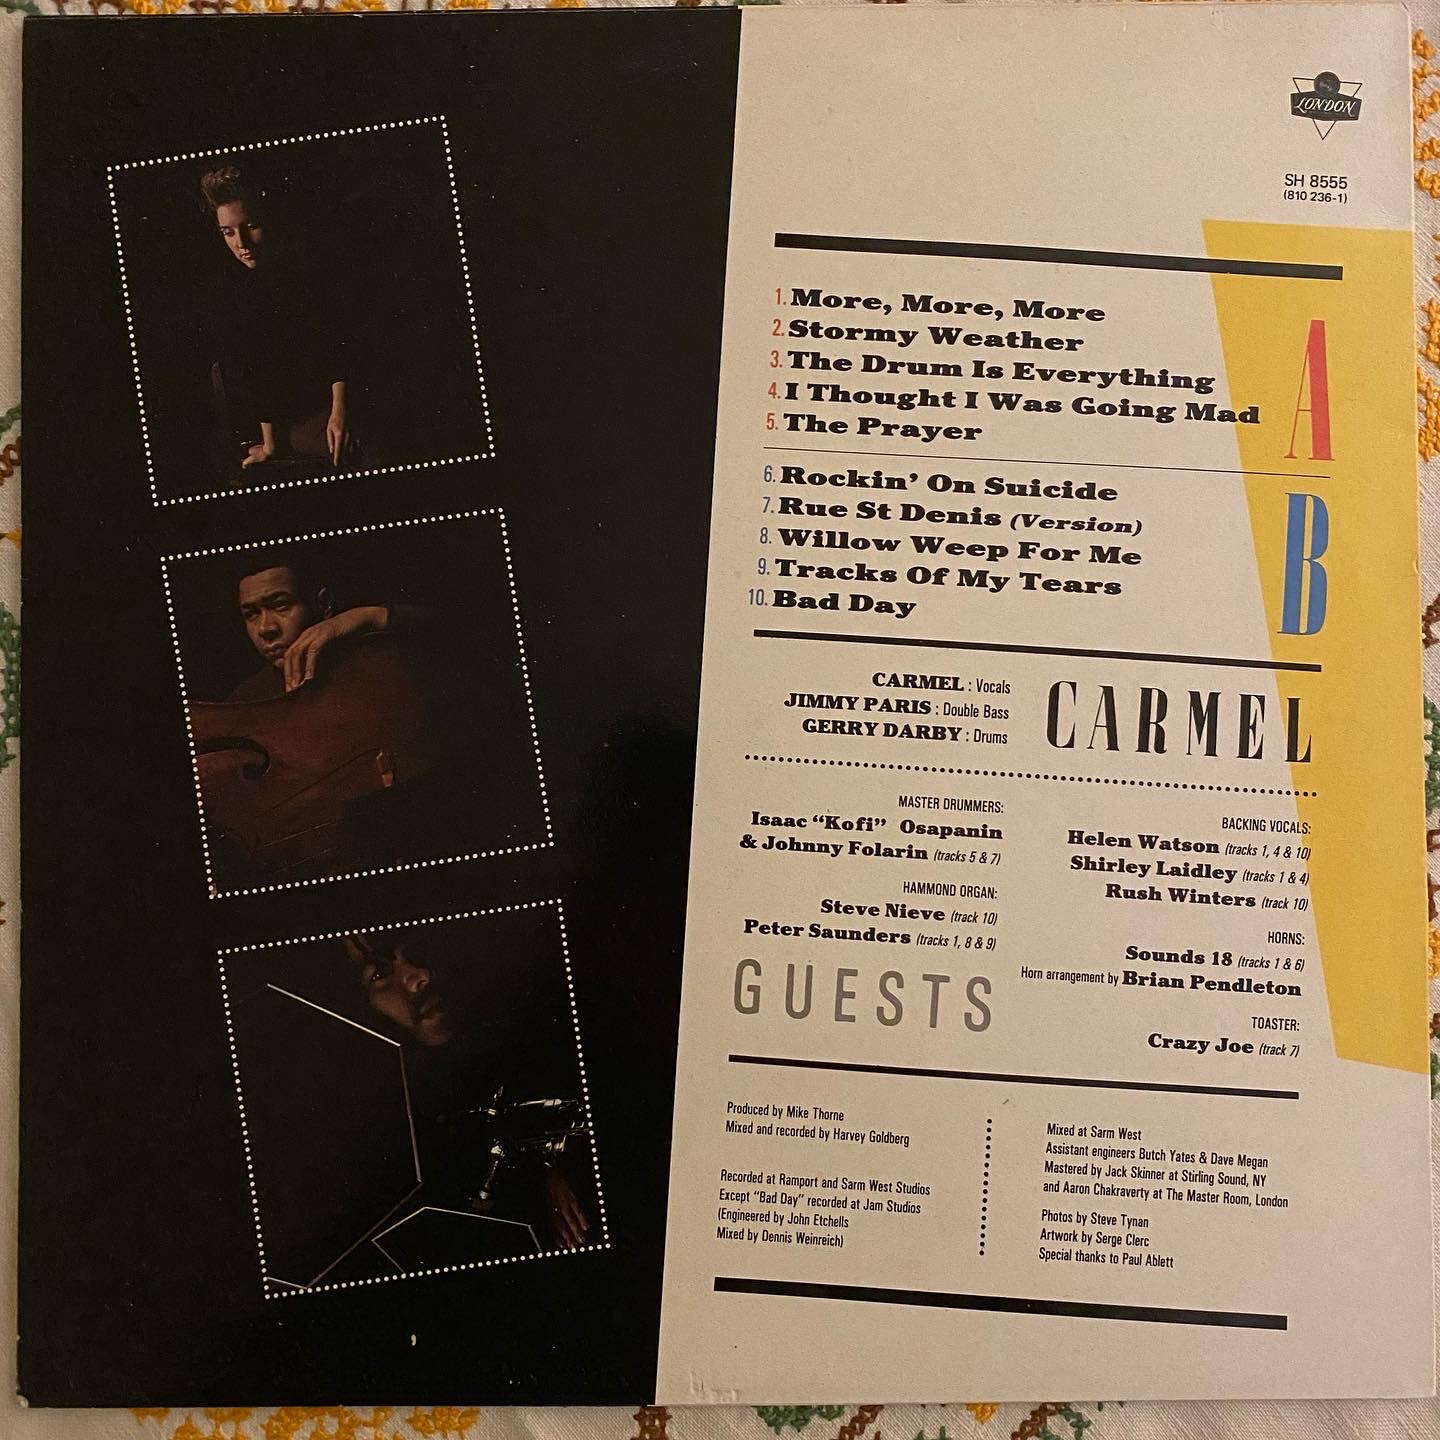 LONDON
SH 8555
(810 236-1)
A
1. More, More, More
2. Stormy Weather
3. The Drum Is Everything
4. I Thought I Was Going Mad
5. The Prayer
B
6. Rockin' On Suicide
7. Rue St Denis (Version)
8. Willow Weep For Me
9. Tracks Of My Tears
10. Bad Day
CARMEL : Vocals
JIMMY PARIS : Double Bass
GERRY DARBY : Drums
CARMEL
MASTER DRUMMERS:
Isaac “Kofi” Osapanin
& Johnny Folarin (tracks 5 & 7)
HAMMOND ORGAN:
Steve Nieve (track 10)
Peter Saunders (tracks 1, 8 & 9)
GUESTS
BACKING VOCALS:
Helen Watson (tracks 1, 4 & 10)
Shirley Laidley (tracks 1 & 4)
Rush Winters (track 10)
HORNS:
Sounds 18 (tracks 1 & 6)
Horn arrangement by Brian Pendleton
TOASTER:
Crazy Joe (track 7)
Produced by Mike Thorne
Mixed and recorded by Harvey Goldberg
Recorded at Ramport and Sarm West Studios
Except “Bad Day” recorded at Jam Studios
(Engineered by John Etchells
Mixed by Dennis Weinreich)
Mixed at Sarm West
Assistant engineers Butch Yates & Dave Megan
Mastered by Jack Skinner at Stirling Sound, NY
and Aaron Chakraverty at The Master Room, London
Photos by Steve Tynan
Artwork by Serge Clerc
Special thanks to Paul Ablett